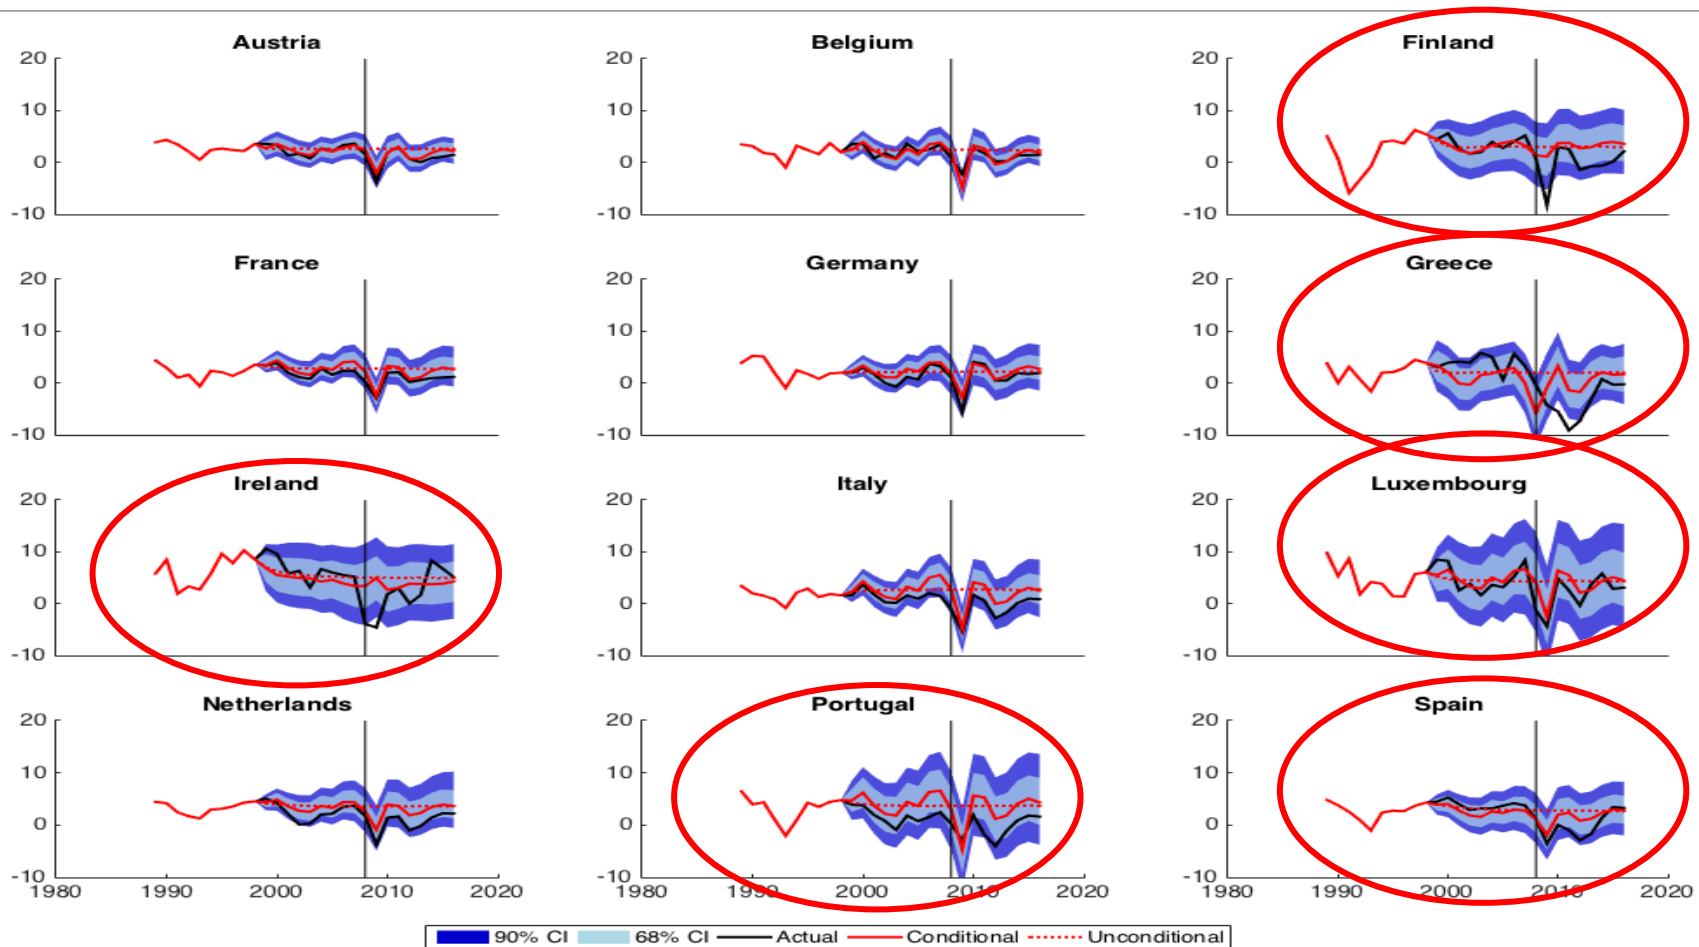 Austria Belgium Finland
20 20 20
10 10 10
0 0 0
-10 -10 -10
France Germany Greece
20 20 20
10 10 10
0 0 0
-10 -10 -10
Ireland Italy Luxembourg
20 20 20
10 10 10
0 0 0
-10 -10 -10
Netherlands Portugal Spain
20 20 20
10 10 10
0 0 0
-10 -10 -10
1980 1990 2000 2010 2020 1980 1990 2000 2010 2020 1980 1990 2000 2010 2020
90% CI 68% CI Actual Conditional Unconditional